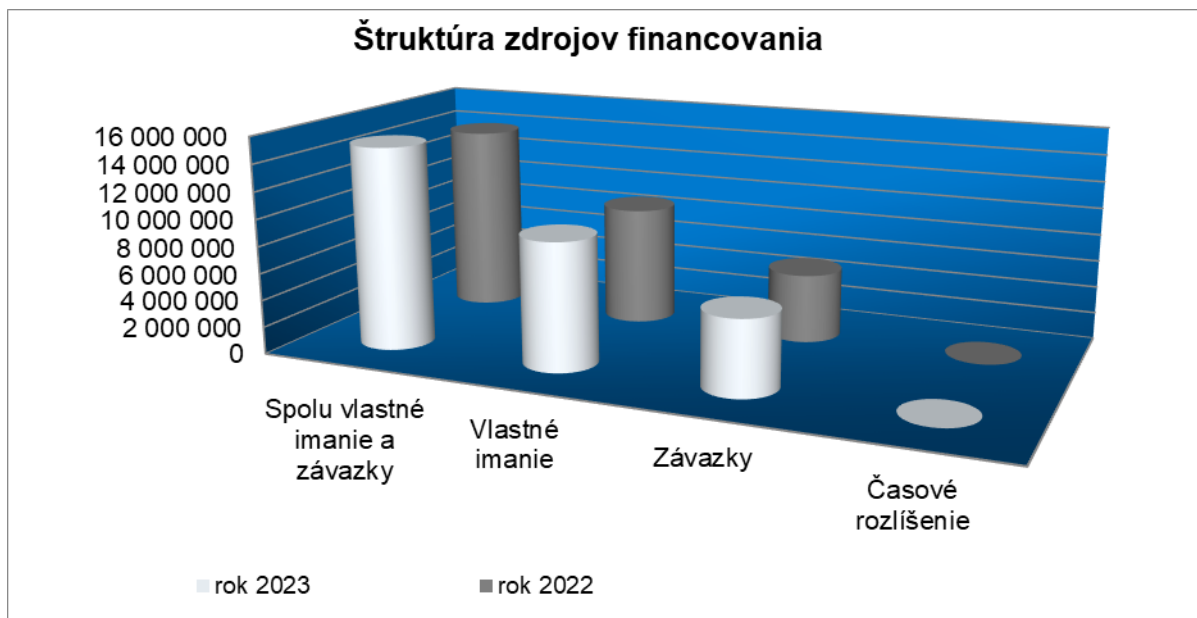 Štruktúra zdrojov financovania
16 000 000
14 000 000
12 000 000
10 000 000
8 000 000
6 000 000
4 000 000
2 000 000
0
Spolu vlastné
imanie a
záväzky
Vlastné
imanie
Záväzky
Časové
rozlíšenie
rok 2023
rok 2022